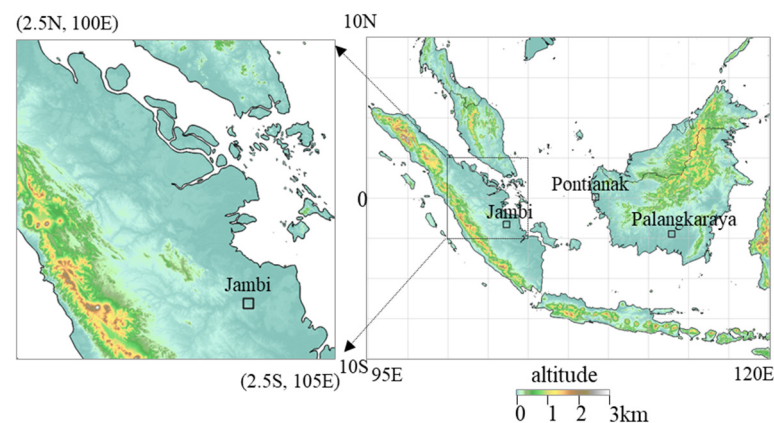 (2.5N, 100E)
10N
Pontianak
0
Jambi
Palangkaraya
Jambi
(2.5S, 105E)
10S
95E
120E
altitude
0 1 2 3km